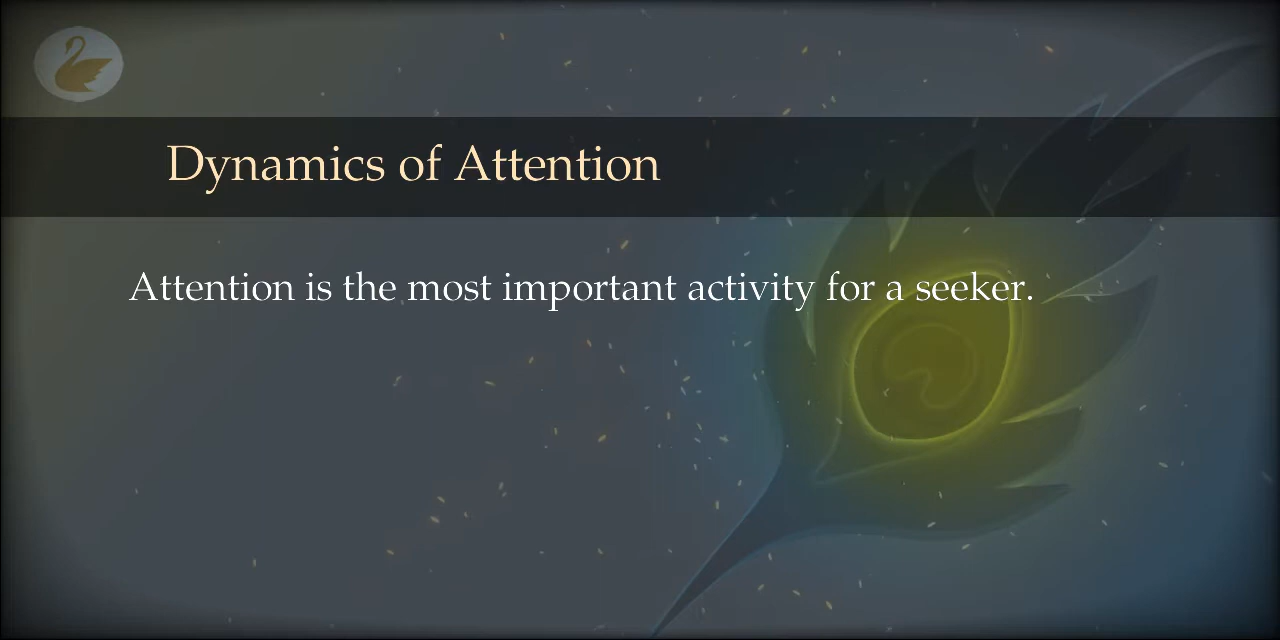 Dynamics of Attention
Attention is the most important activity for a seeker.